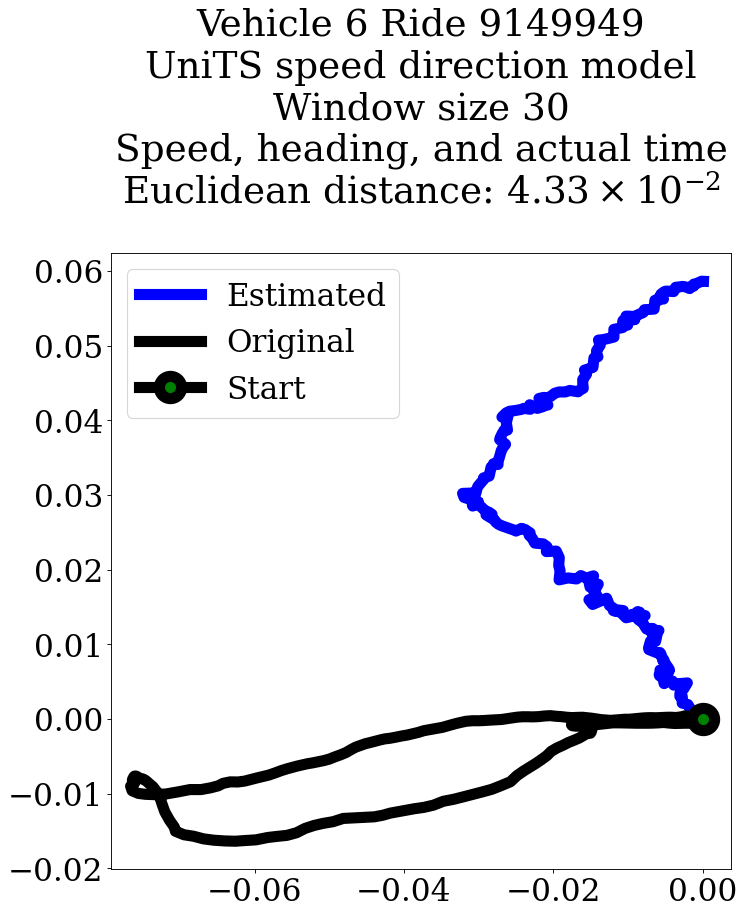 Vehicle 6 Ride 9149949
UniTS speed direction model
Window size 30
Speed, heading, and actual time
Euclidean distance: 4.33 × 10⁻²
Estimated
Original
Start
0.06
0.05
0.04
0.03
0.02
0.01
0.00
−0.01
−0.02
−0.06
−0.04
−0.02
0.00